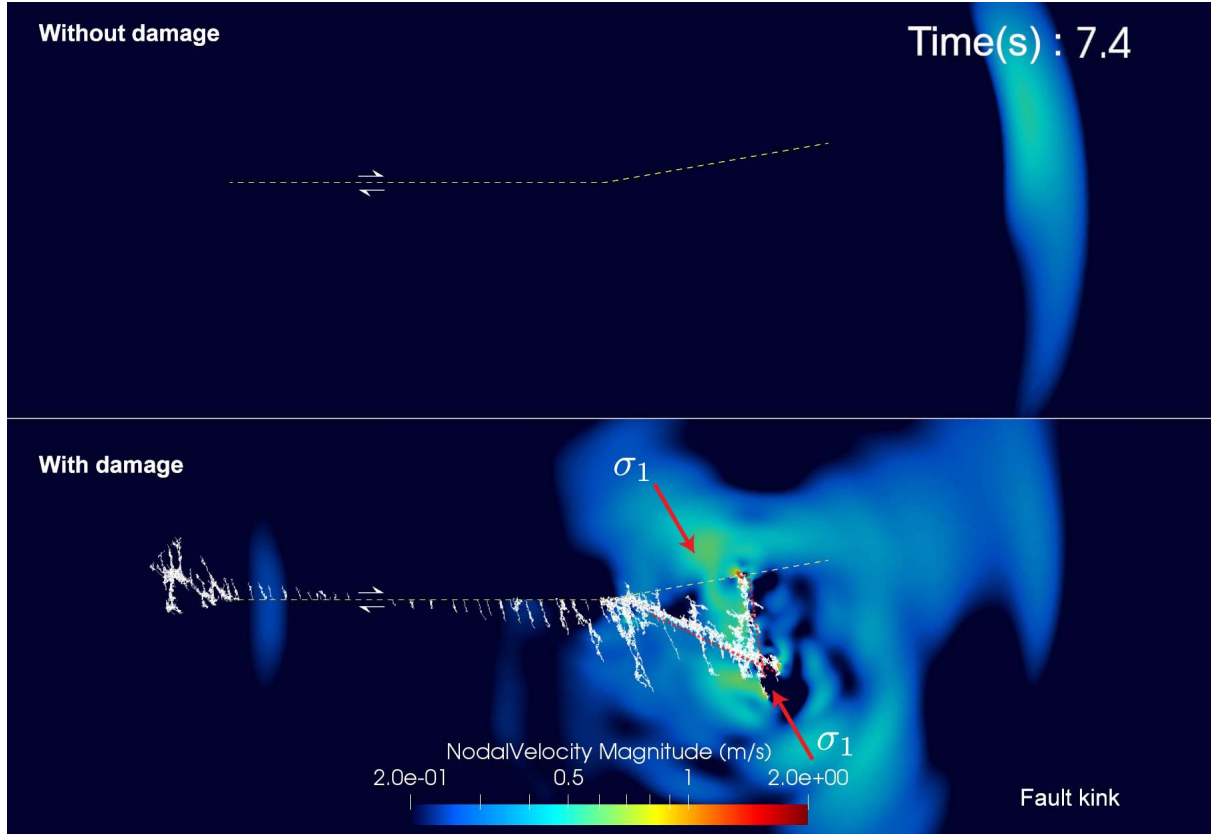 Without damage
Time(s) : 7.4
With damage
σ₁
σ₁
NodalVelocity Magnitude (m/s)
2.0e-01 0.5 1 2.0e+00
Fault kink